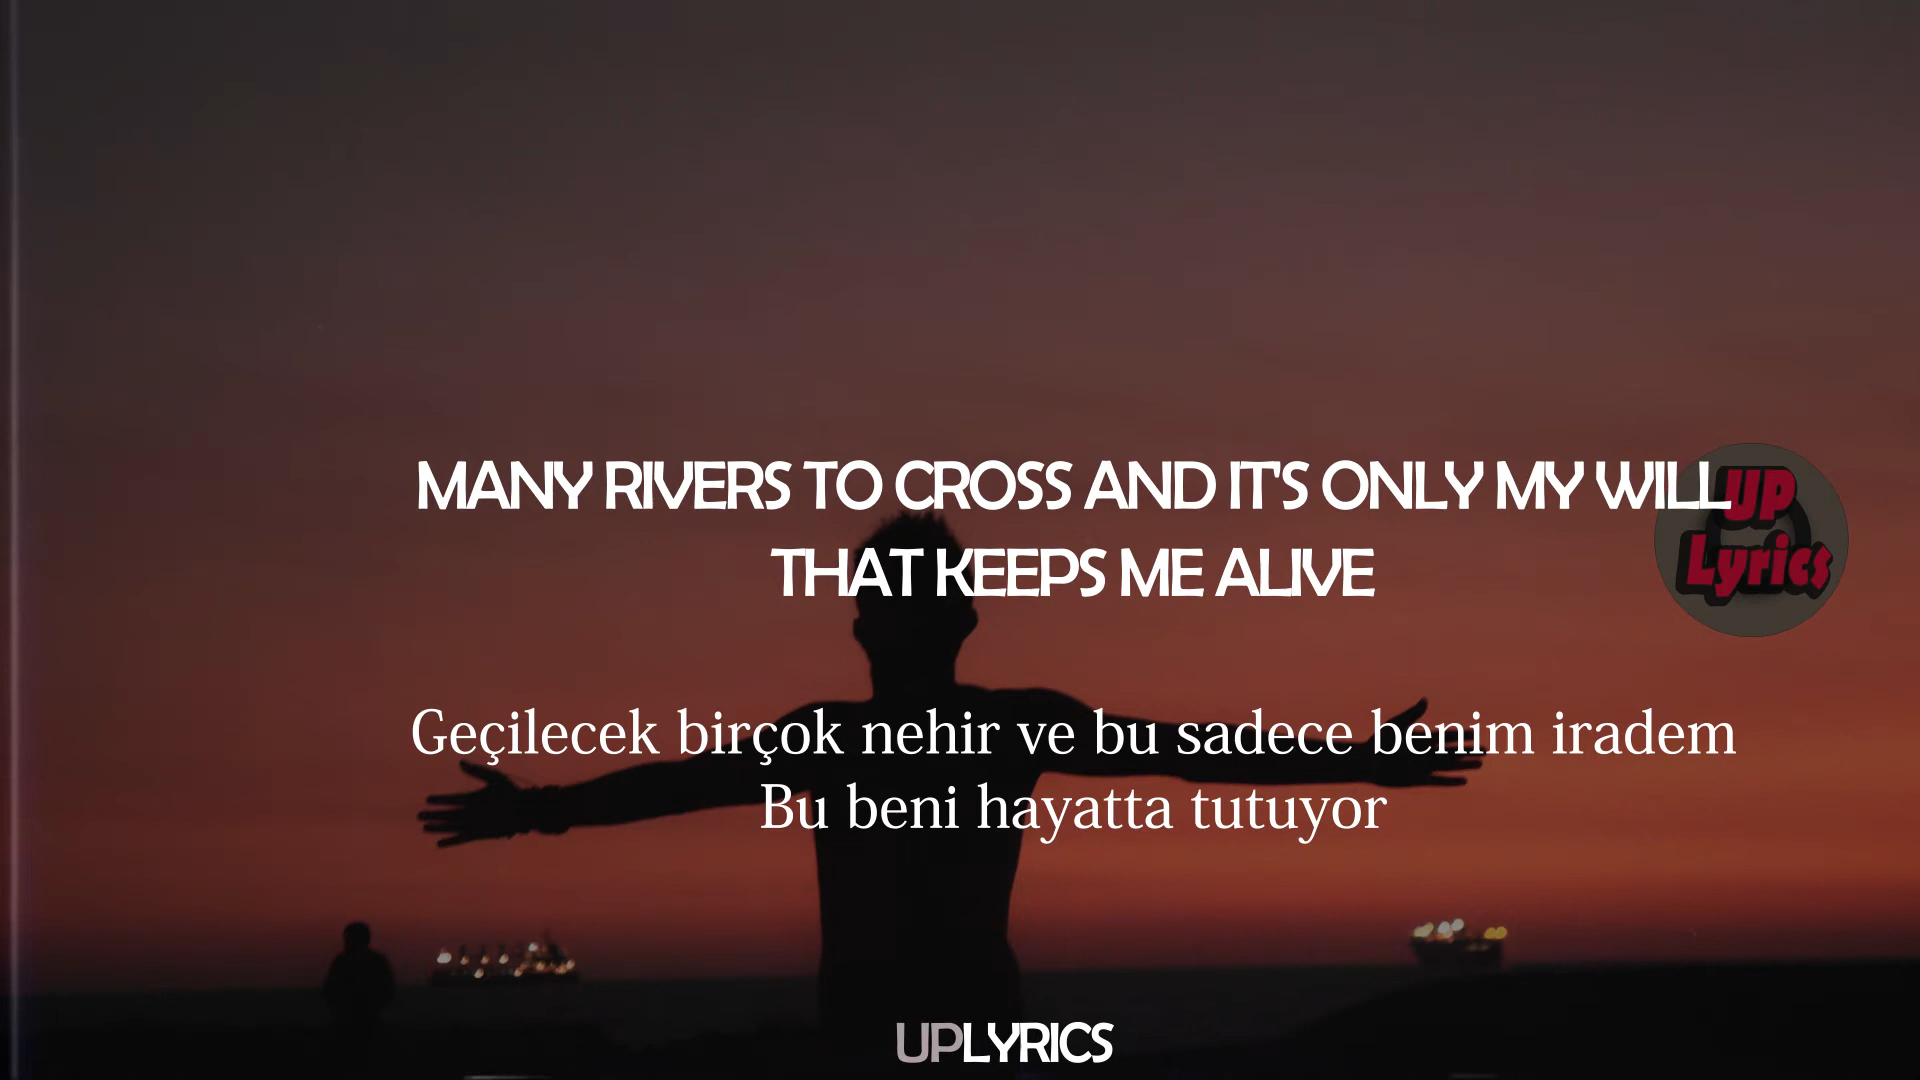 MANY RIVERS TO CROSS AND IT'S ONLY MY WILL
THAT KEEPS ME ALIVE
UP
Lyrics
Geçilecek birçok nehir ve bu sadece benim iradem
Bu beni hayatta tutuyor
UPLYRICS